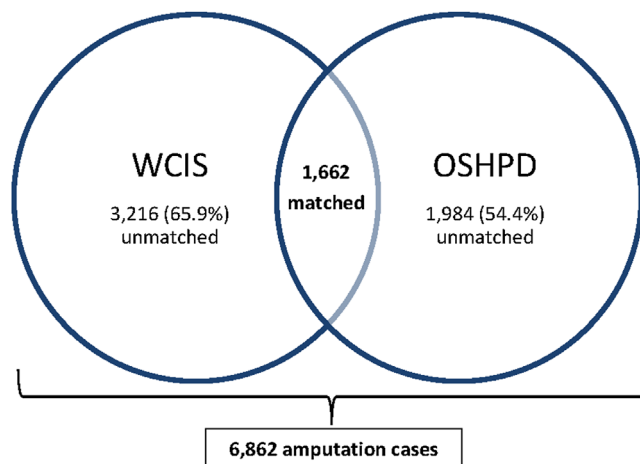 WCIS
3,216 (65.9%)
unmatched
1,662
matched
OSHPD
1,984 (54.4%)
unmatched
6,862 amputation cases